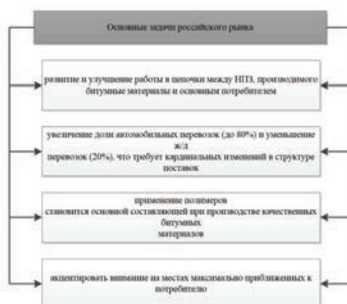 Основные задачи российского рынка
развитие и улучшение работы в цепочки между НПЗ, производимого
битумные материалы и основным потребителем
увеличение доли автомобильных перевозок (до 80%) и уменьшение
ж/д
перевозок (20%), что требует кардинальных изменений в структуре
поставок
применение полимеров
становится основной составляющей при производстве качественных
битумных
материалов
акцентировать внимание на местах максимально приближенных к
потребителю